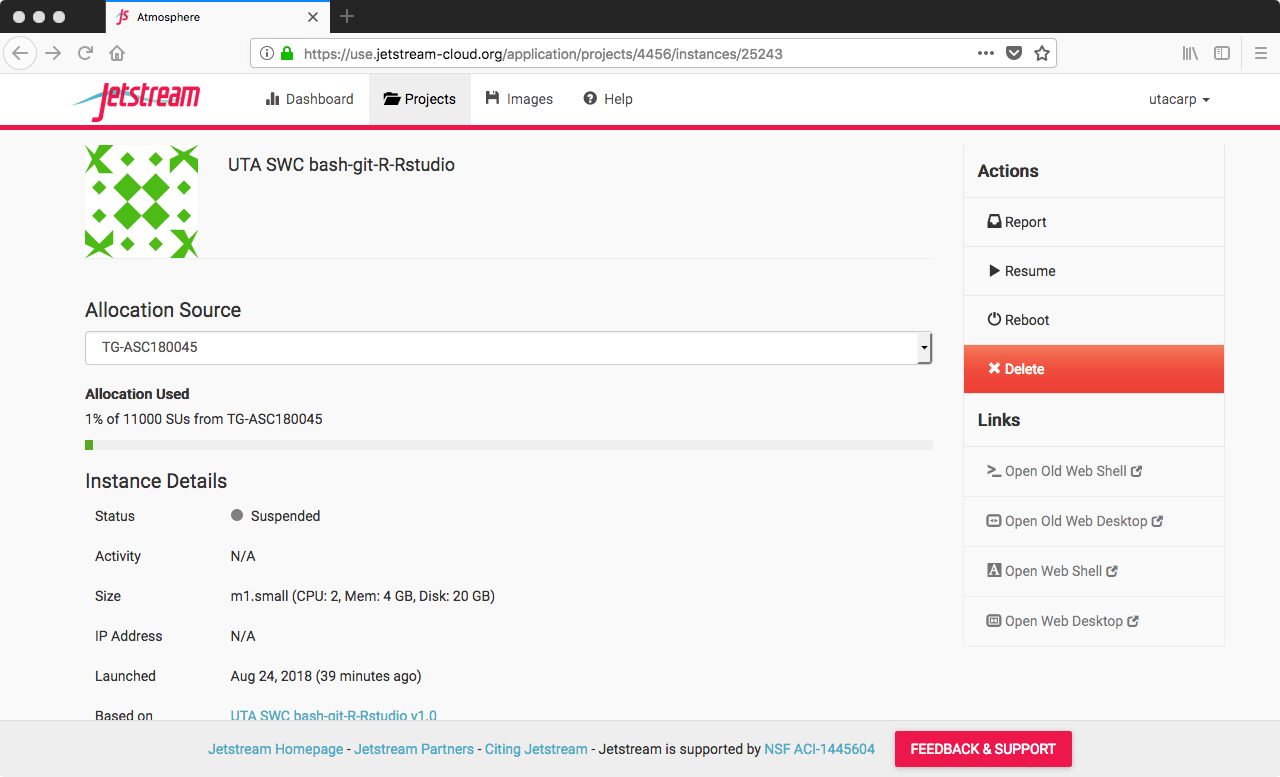 Atmosphere
https://use.jetstream-cloud.org/application/projects/4456/instances/25243
Jetstream
Dashboard
Projects
Images
Help
utacarp
UTA SWC bash-git-R-Rstudio
Allocation Source
TG-ASC180045
Allocation Used
1% of 11000 SUs from TG-ASC180045
Instance Details
Status Suspended
Activity N/A
Size m1.small (CPU: 2, Mem: 4 GB, Disk: 20 GB)
IP Address N/A
Launched Aug 24, 2018 (39 minutes ago)
Based on UTA SWC bash-git-R-Rstudio v1.0
Actions
Report
Resume
Reboot
Delete
Links
Open Old Web Shell
Open Old Web Desktop
Open Web Shell
Open Web Desktop
Jetstream Homepage - Jetstream Partners - Citing Jetstream - Jetstream is supported by NSF ACI-1445604
FEEDBACK & SUPPORT